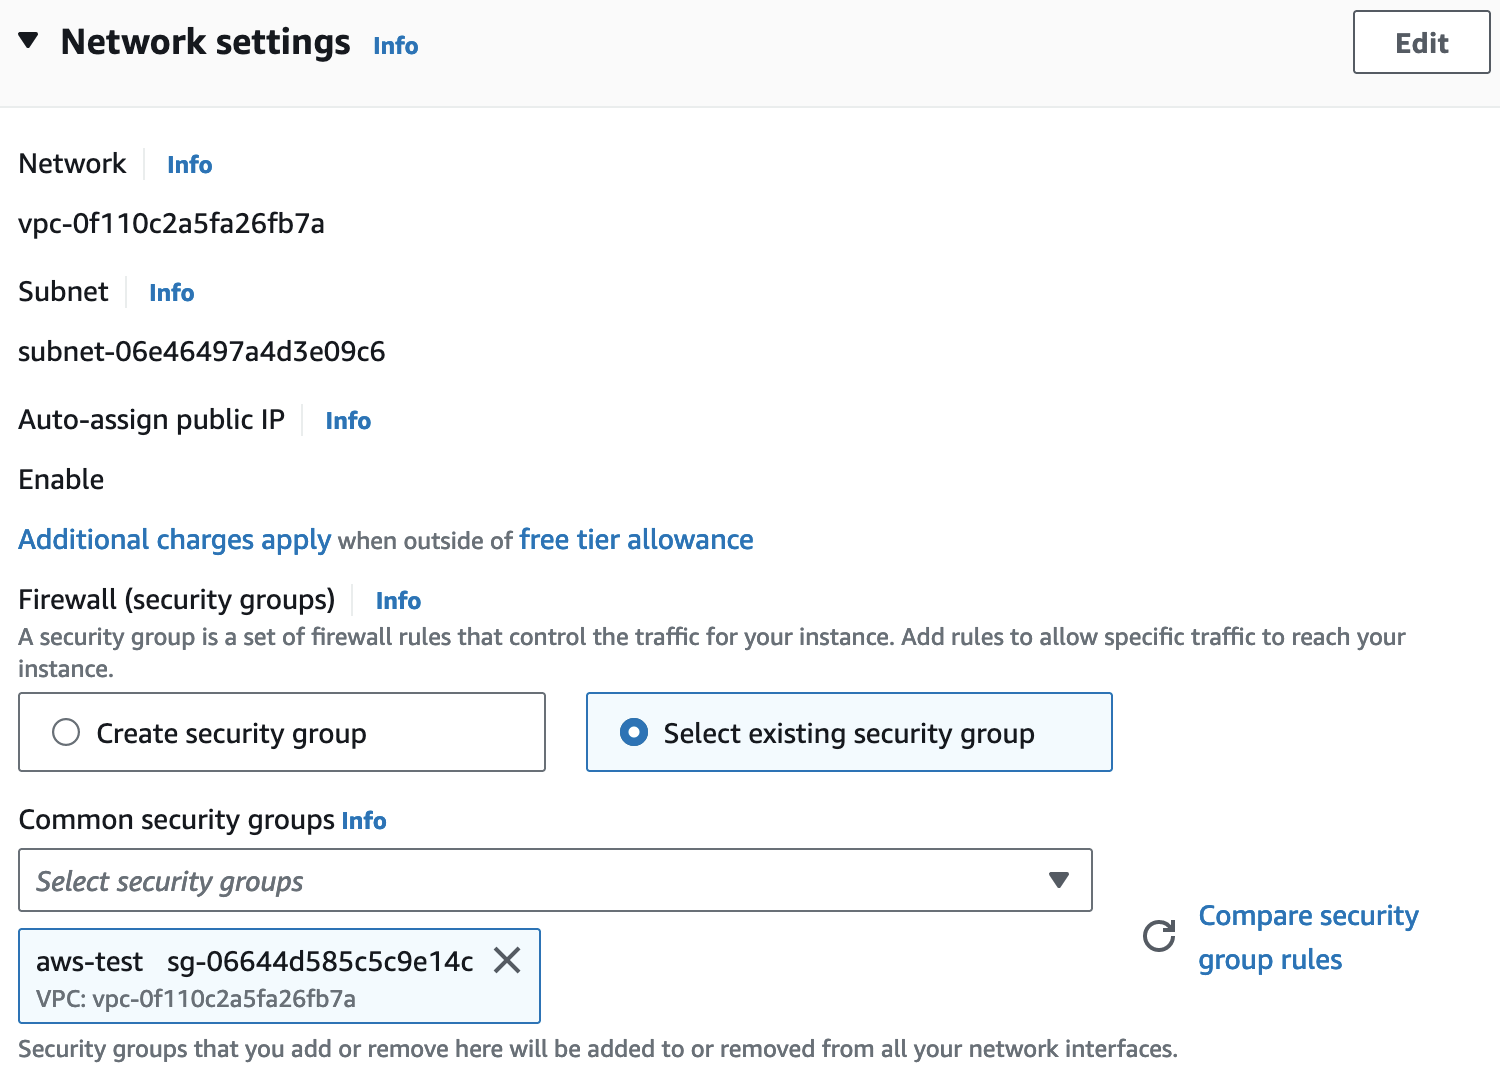 Network settings Info
Edit
Network Info
vpc-0f110c2a5fa26fb7a
Subnet Info
subnet-06e46497a4d3e09c6
Auto-assign public IP Info
Enable
Additional charges apply when outside of free tier allowance
Firewall (security groups) Info
A security group is a set of firewall rules that control the traffic for your instance. Add rules to allow specific traffic to reach your
instance.
Create security group
Select existing security group
Common security groups Info
Select security groups
Compare security
group rules
aws-test sg-06644d585c5c9e14c
VPC: vpc-0f110c2a5fa26fb7a
Security groups that you add or remove here will be added to or removed from all your network interfaces.